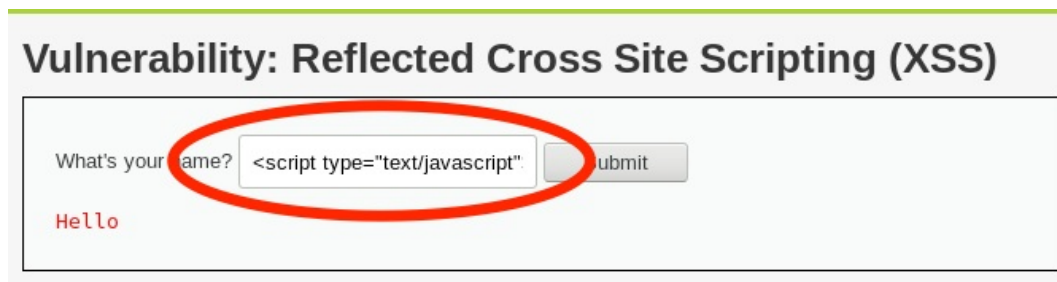 Vulnerability: Reflected Cross Site Scripting (XSS)
What's your name? <script type="text/javascript" Submit
Hello